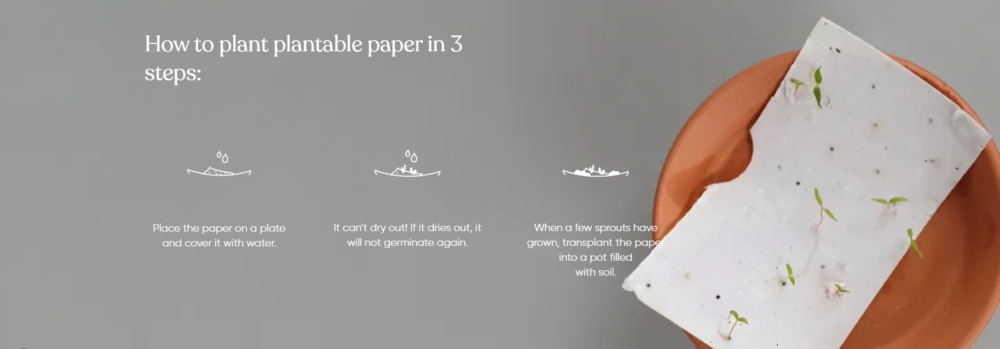 How to plant plantable paper in 3
steps:
Place the paper on a plate
and cover it with water.
It can't dry out! If it dries out, it
will not germinate again.
When a few sprouts have
grown, transplant the paper
into a pot filled
with soil.